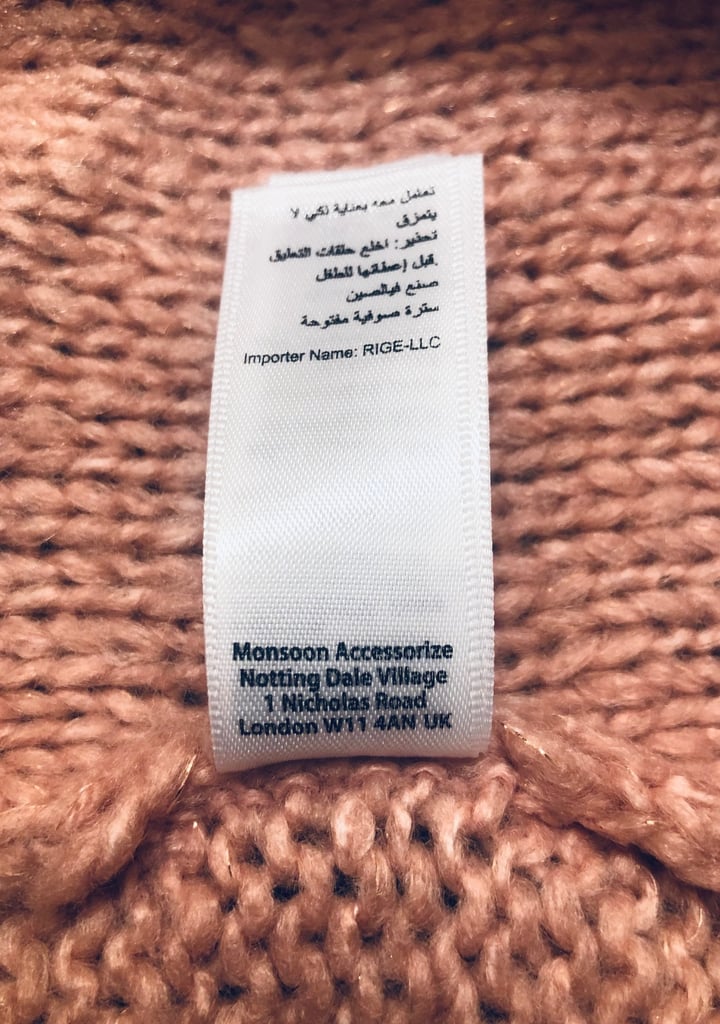 تعامل معه بعناية لكي لا
يتمزق
تحذير: اخلع حلقات التعليق
قبل إعطائها للطفل.
صنع فيالصين
سترة صوفية مفتوحة
Importer Name: RIGE-LLC
Monsoon Accessorize
Notting Dale Village
1 Nicholas Road
London W11 4AN UK